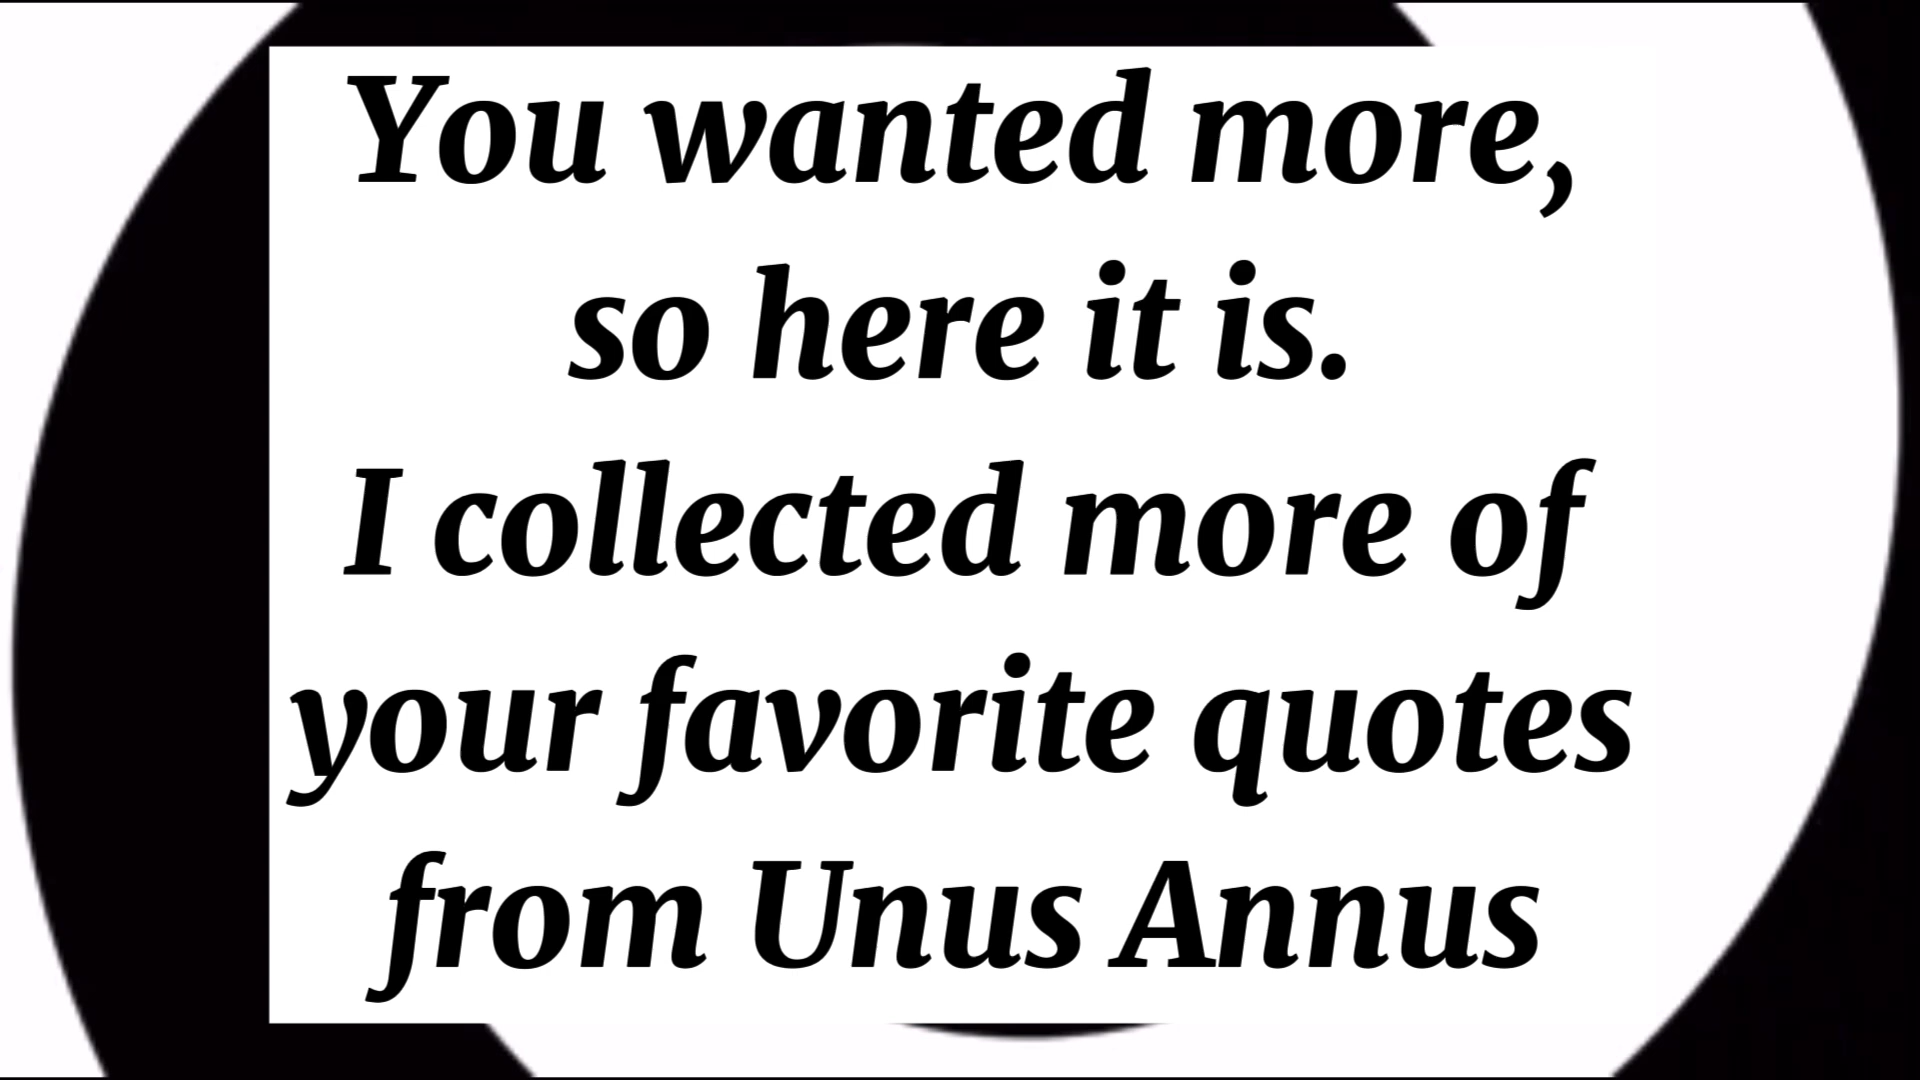 You wanted more,
so here it is.
I collected more of
your favorite quotes
from Unus Annus